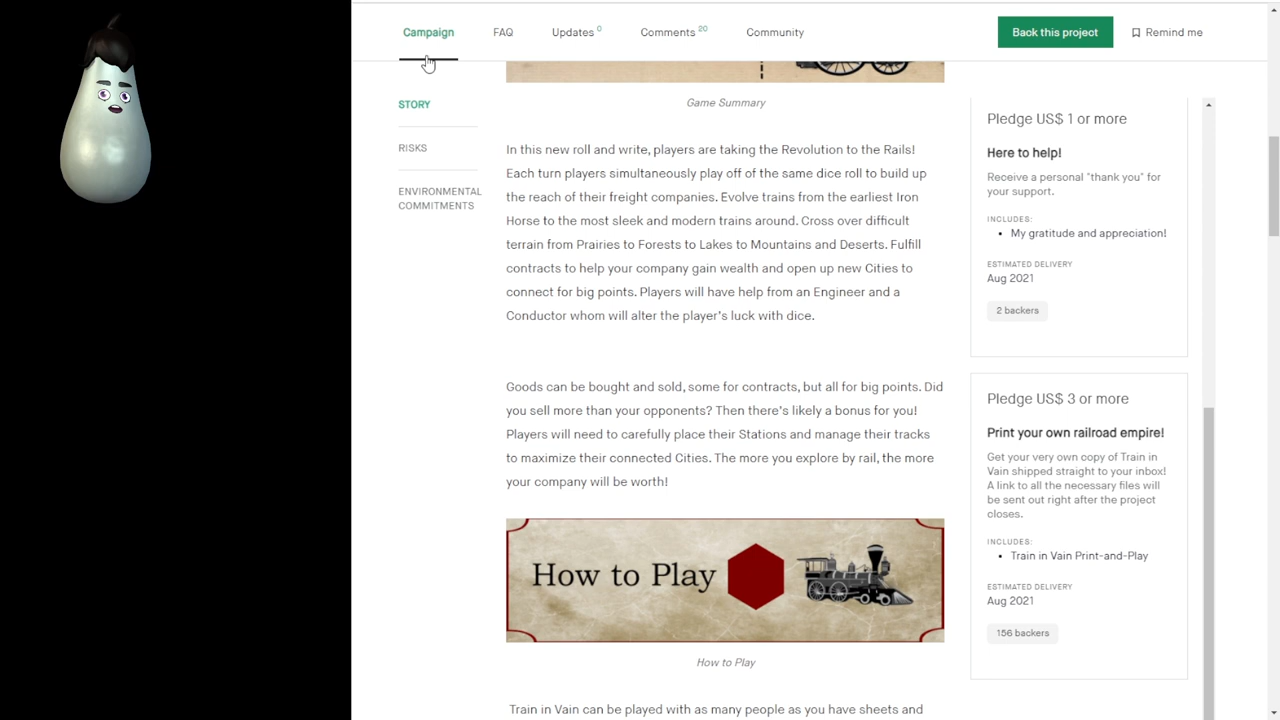 Campaign
FAQ
Updates 0
Comments 20
Community
Back this project
Remind me
STORY
RISKS
ENVIRONMENTAL
COMMITMENTS
Game Summary
In this new roll and write, players are taking the Revolution to the Rails!
Each turn players simultaneously play off of the same dice roll to build up
the reach of their freight companies. Evolve trains from the earliest Iron
Horse to the most sleek and modern trains around. Cross over difficult
terrain from Prairies to Forests to Lakes to Mountains and Deserts. Fulfill
contracts to help your company gain wealth and open up new Cities to
connect for big points. Players will have help from an Engineer and a
Conductor whom will alter the player's luck with dice.
Goods can be bought and sold, some for contracts, but all for big points. Did
you sell more than your opponents? Then there's likely a bonus for you!
Players will need to carefully place their Stations and manage their tracks
to maximize their connected Cities. The more you explore by rail, the more
your company will be worth!
How to Play
How to Play
Train in Vain can be played with as many people as you have sheets and
Pledge US$ 1 or more
Here to help!
Receive a personal "thank you" for
your support.
INCLUDES:
• My gratitude and appreciation!
ESTIMATED DELIVERY
Aug 2021
2 backers
Pledge US$ 3 or more
Print your own railroad empire!
Get your very own copy of Train in
Vain shipped straight to your inbox!
A link to all the necessary files will
be sent out right after the project
closes.
INCLUDES:
• Train in Vain Print-and-Play
ESTIMATED DELIVERY
Aug 2021
156 backers